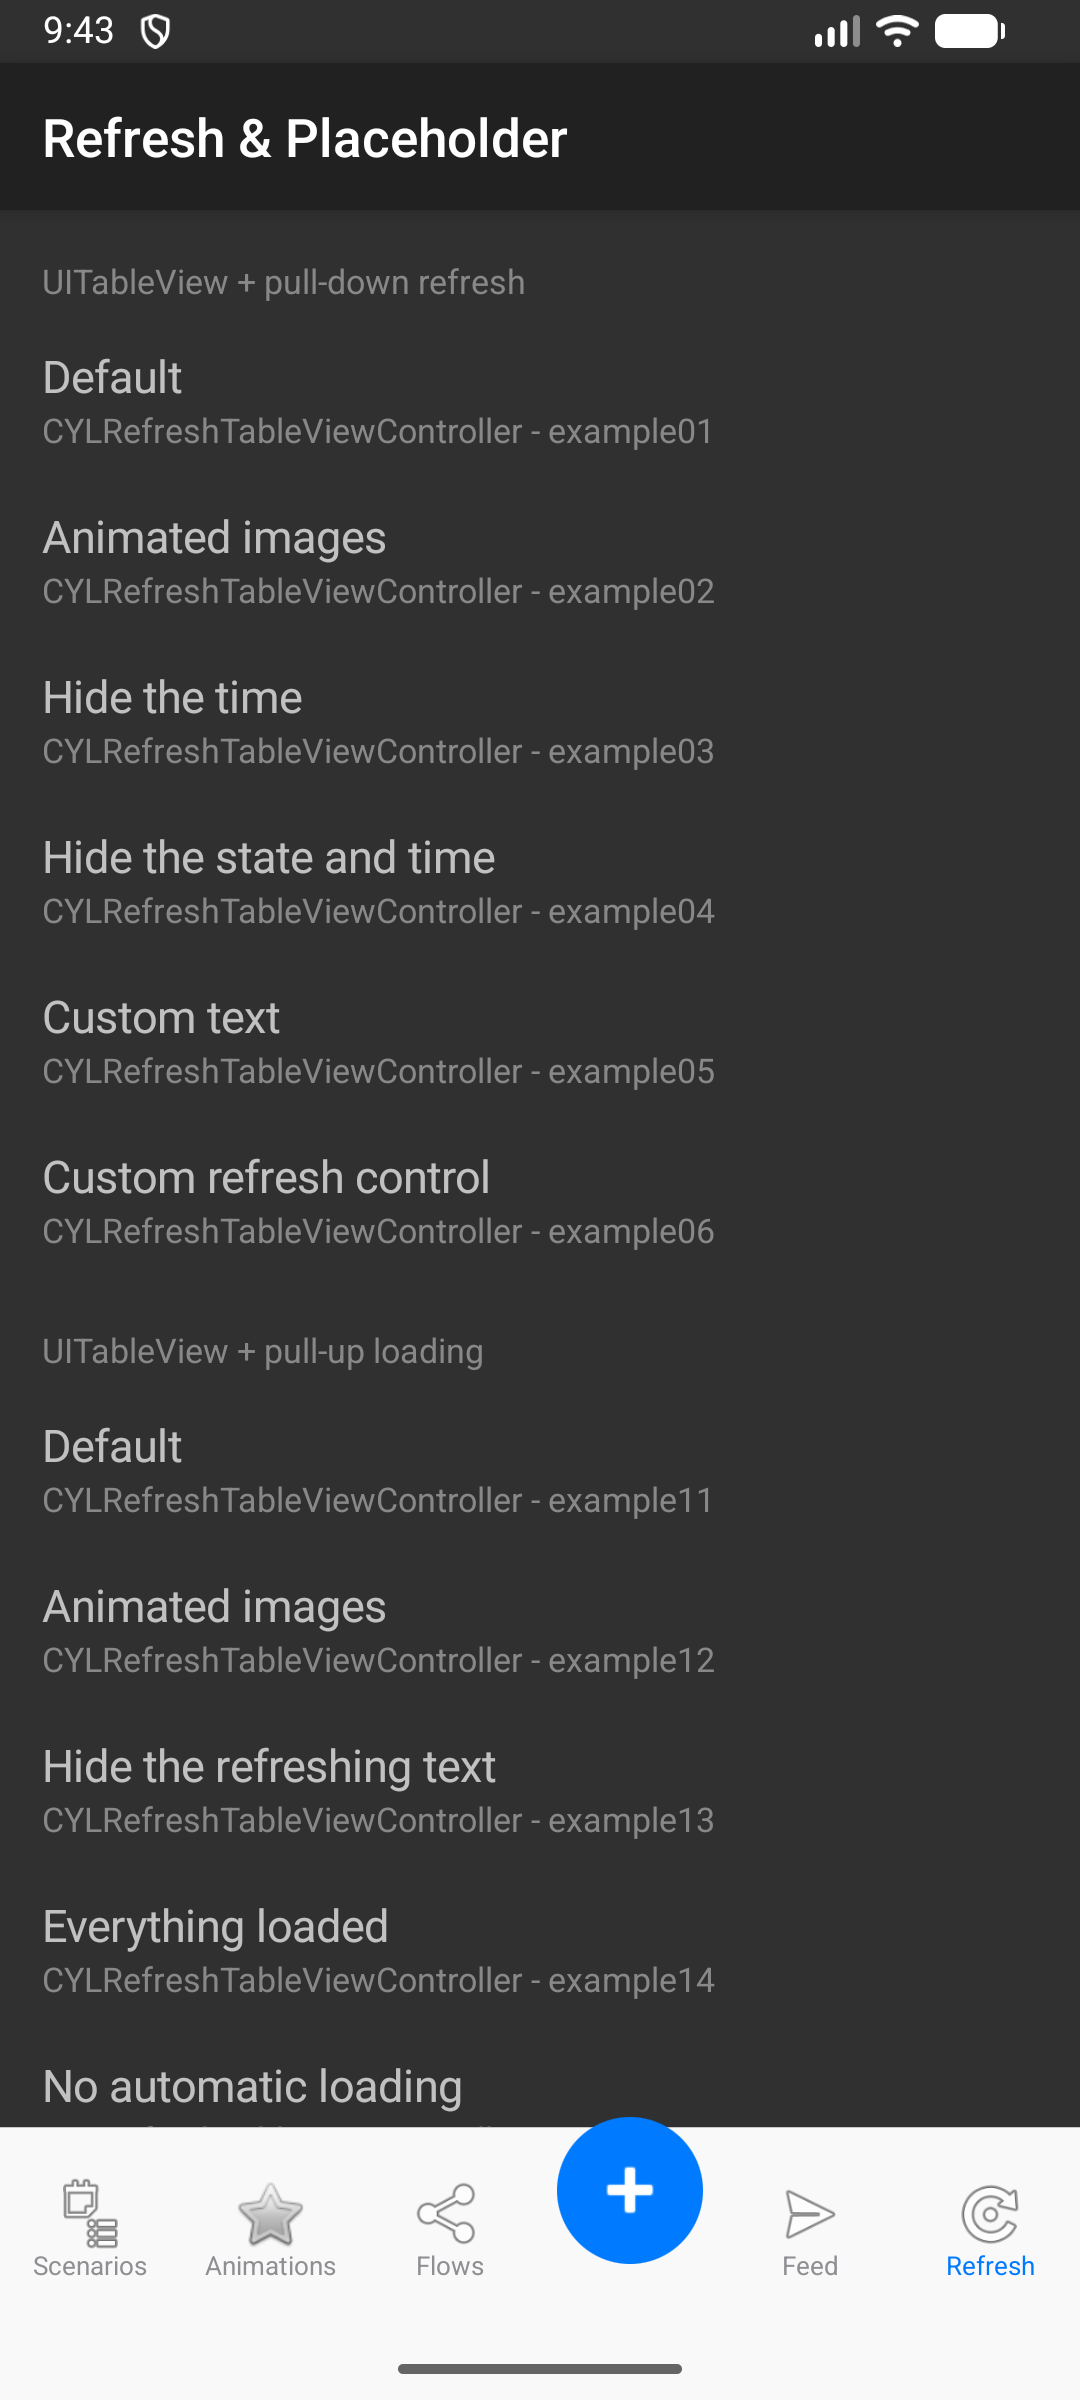 9:43
Refresh & Placeholder
UITableView + pull-down refresh
Default
CYLRefreshTableViewController - example01
Animated images
CYLRefreshTableViewController - example02
Hide the time
CYLRefreshTableViewController - example03
Hide the state and time
CYLRefreshTableViewController - example04
Custom text
CYLRefreshTableViewController - example05
Custom refresh control
CYLRefreshTableViewController - example06
UITableView + pull-up loading
Default
CYLRefreshTableViewController - example11
Animated images
CYLRefreshTableViewController - example12
Hide the refreshing text
CYLRefreshTableViewController - example13
Everything loaded
CYLRefreshTableViewController - example14
No automatic loading
Scenarios
Animations
Flows
Feed
Refresh